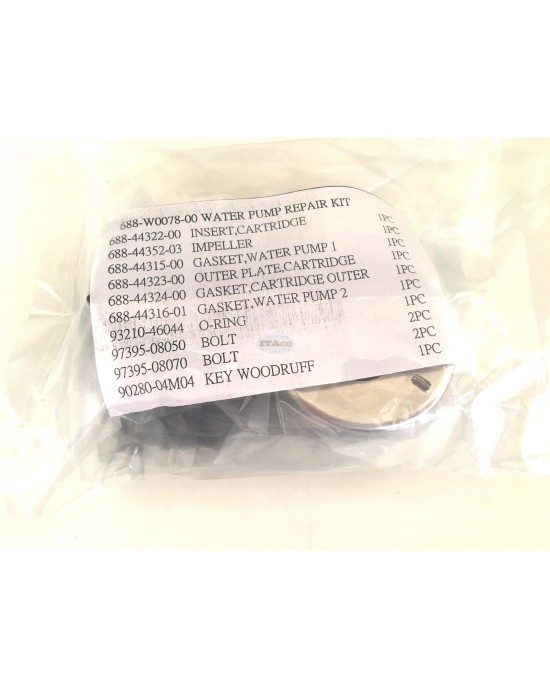 688-W0078-00 WATER PUMP REPAIR KIT
688-44322-00 INSERT,CARTRIDGE 1PC
688-44352-03 IMPELLER 1PC
688-44315-00 GASKET,WATER PUMP 1 1PC
688-44323-00 OUTER PLATE,CARTRIDGE 1PC
688-44324-00 GASKET,CARTRIDGE OUTER 1PC
688-44316-01 GASKET,WATER PUMP 2 1PC
93210-46044 O-RING 1PC
97395-08050 BOLT 2PC
97395-08070 BOLT 2PC
90280-04M04 KEY WOODRUFF 1PC
ITACO